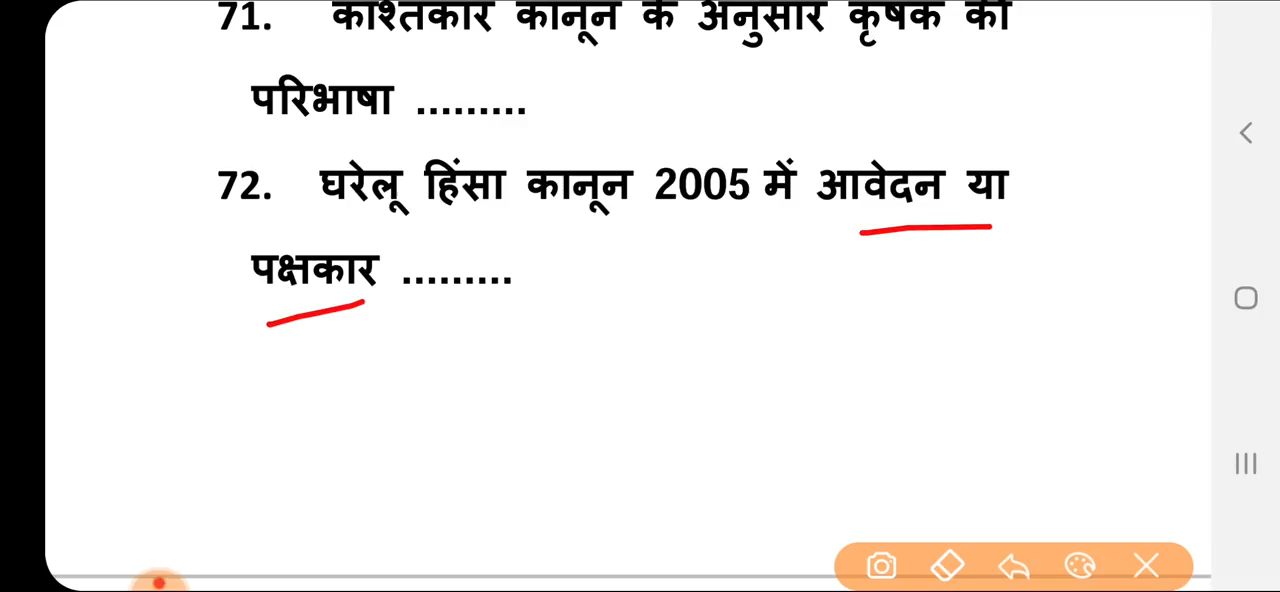 71. काश्तकार कानून के अनुसार कृषक की
परिभाषा .........
72. घरेलू हिंसा कानून 2005 में आवेदन या
पक्षकार .........